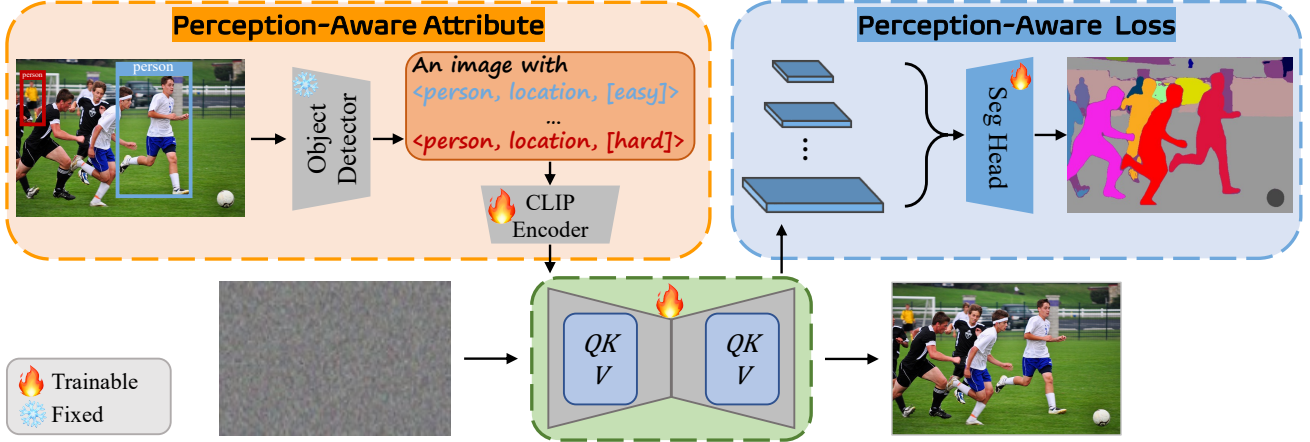 Perception-Aware Attribute
person
person
Object
Detector
An image with
<person, location, [easy]>
...
<person, location, [hard]>
CLIP
Encoder
Perception-Aware Loss
...
Seg Head
QK
V
QK
V
Trainable
Fixed